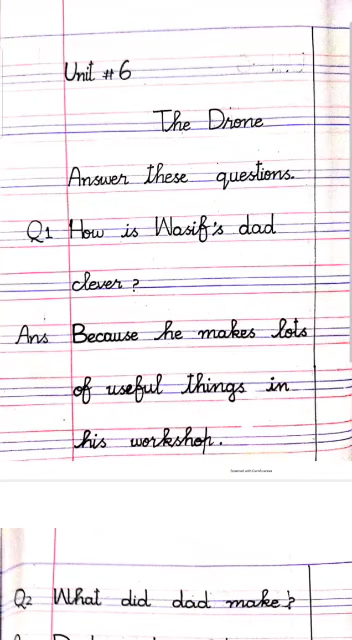 Unit # 6
The Drone
Answer these questions.
Q1 How is Wasif's dad
clever ?
Ans Because he makes lots
of useful things in
his workshop.
Scanned with CamScanner
Q2 What did dad make?